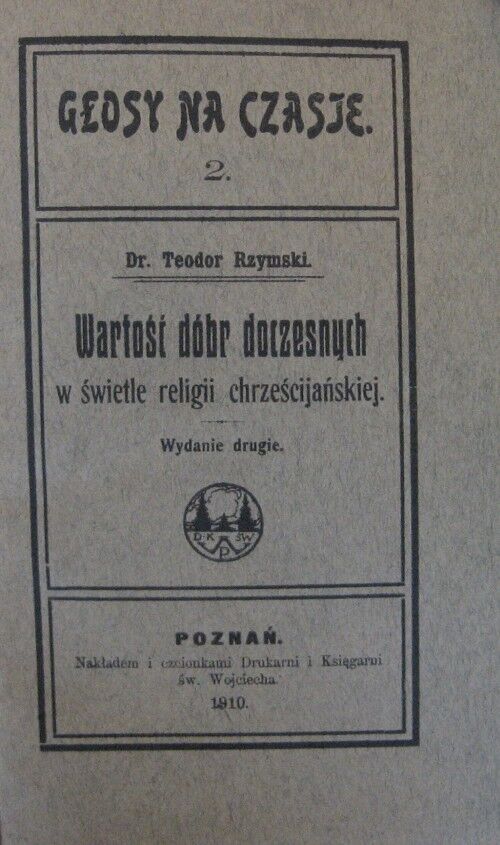 GŁOSY NA CZASIE.
2.
Dr. Teodor Rzymski.
Wartość dóbr doczesnych
w świetle religii chrześcijańskiej.
Wydanie drugie.
D·K ŚW
P
POZNAŃ.
Nakładem i czcionkami Drukarni i Księgarni
św. Wojciecha.
1910.